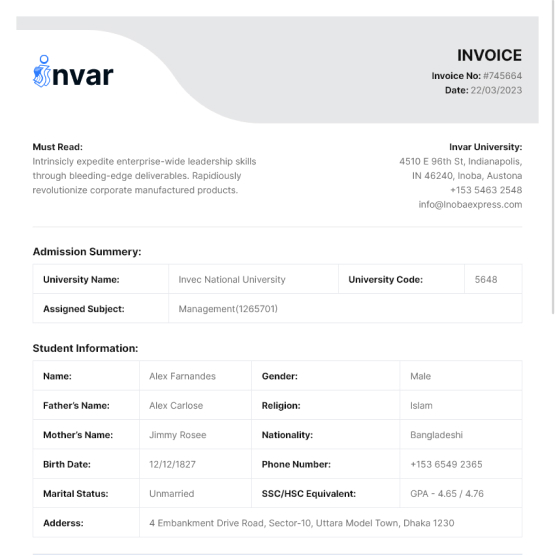 invar
INVOICE
Invoice No: #745664
Date: 22/03/2023
Must Read:
Intrinsicly expedite enterprise-wide leadership skills
through bleeding-edge deliverables. Rapidiously
revolutionize corporate manufactured products.
Invar University:
4510 E 96th St, Indianapolis,
IN 46240, Inoba, Austona
+153 5463 2548
info@Inobaexpress.com
Admission Summery:
University Name: Invec National University University Code: 5648
Assigned Subject: Management(1265701)
Student Information:
Name: Alex Farnandes Gender: Male
Father's Name: Alex Carlose Religion: Islam
Mother's Name: Jimmy Rosee Nationality: Bangladeshi
Birth Date: 12/12/1827 Phone Number: +153 6549 2365
Marital Status: Unmarried SSC/HSC Equivalent: GPA - 4.65 / 4.76
Adderss: 4 Embankment Drive Road, Sector-10, Uttara Model Town, Dhaka 1230